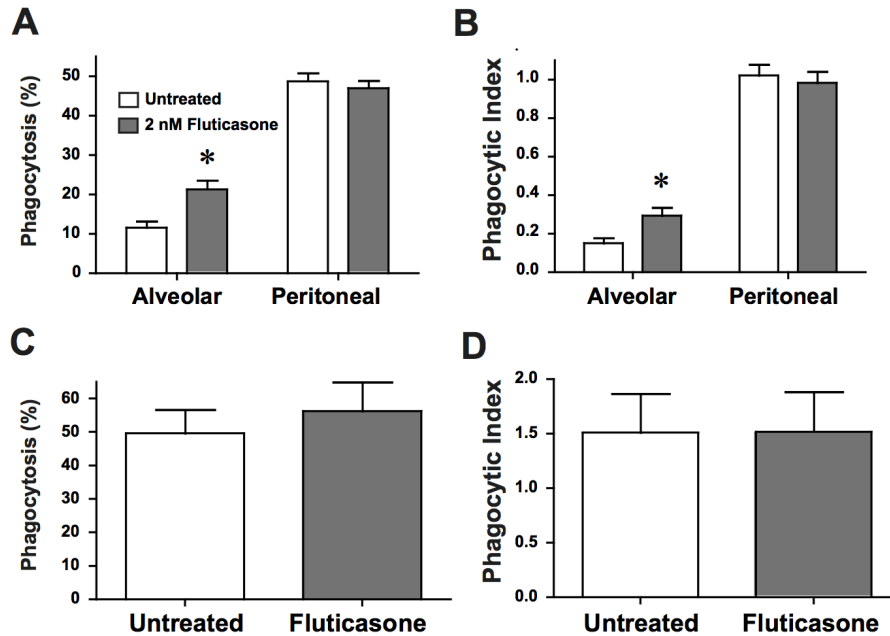 A
Phagocytosis (%)
50
40
30
20
10
0
Untreated
2 nM Fluticasone
*
Alveolar
Peritoneal
B
Phagocytic Index
1.0
0.8
0.6
0.4
0.2
0.0
*
Alveolar
Peritoneal
C
Phagocytosis (%)
60
50
40
30
20
10
0
Untreated
Fluticasone
D
Phagocytic Index
2.0
1.5
1.0
0.5
0.0
Untreated
Fluticasone